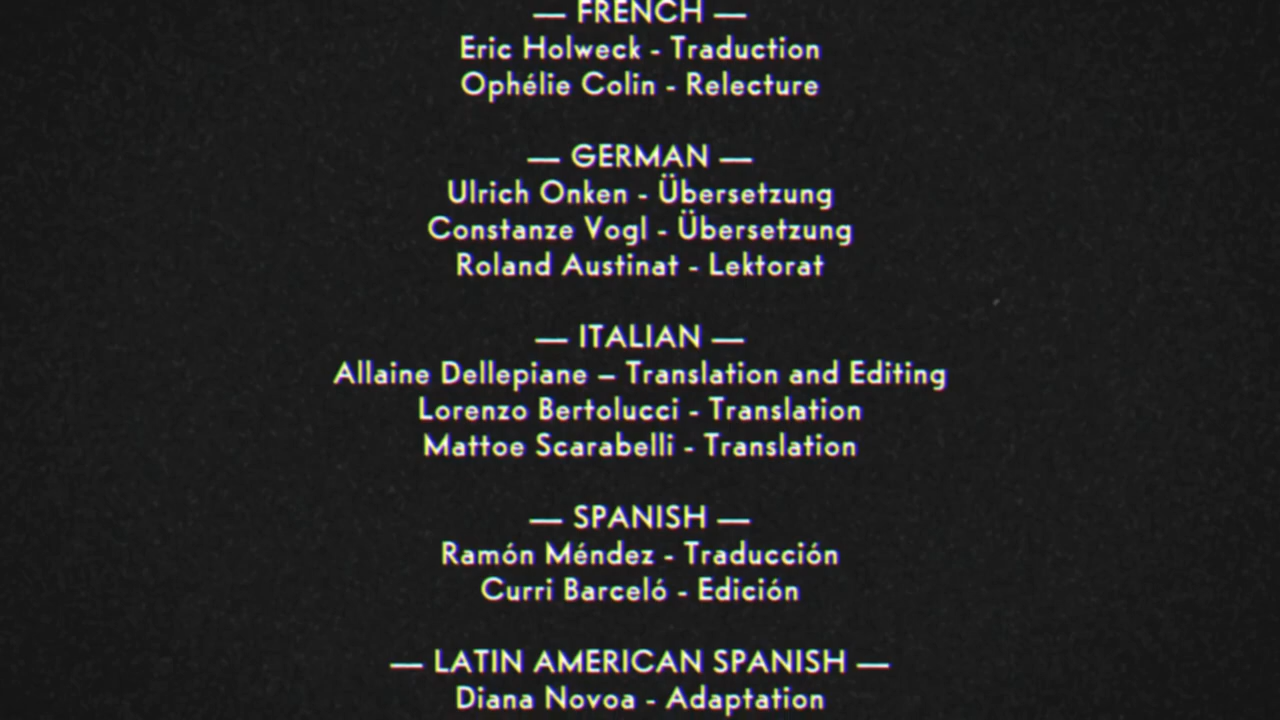 — FRENCH —
Eric Holweck - Traduction
Ophélie Colin - Relecture
— GERMAN —
Ulrich Onken - Übersetzung
Constanze Vogl - Übersetzung
Roland Austinat - Lektorat
— ITALIAN —
Allaine Dellepiane – Translation and Editing
Lorenzo Bertolucci - Translation
Mattoe Scarabelli - Translation
— SPANISH —
Ramón Méndez - Traducción
Curri Barceló - Edición
— LATIN AMERICAN SPANISH —
Diana Novoa - Adaptation